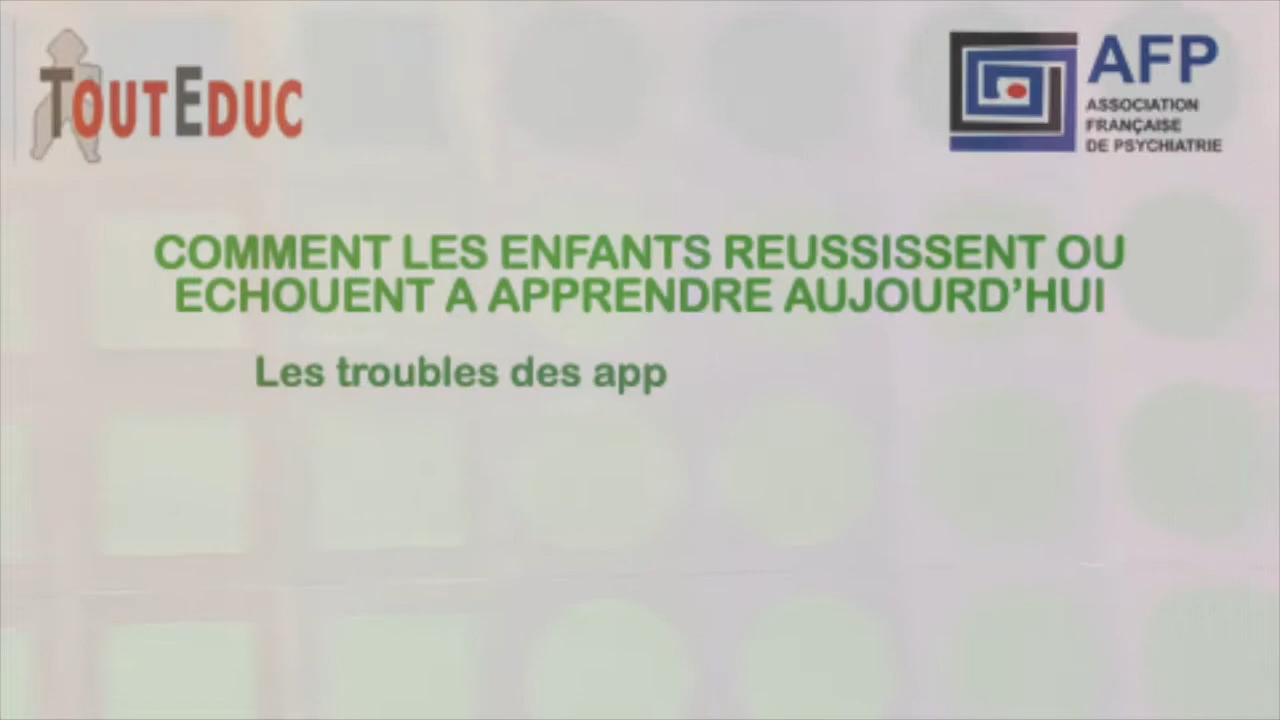 TOUTEDUC
AFP
ASSOCIATION
FRANÇAISE
DE PSYCHIATRIE
COMMENT LES ENFANTS REUSSISSENT OU
ECHOUENT A APPRENDRE AUJOURD'HUI
Les troubles des app